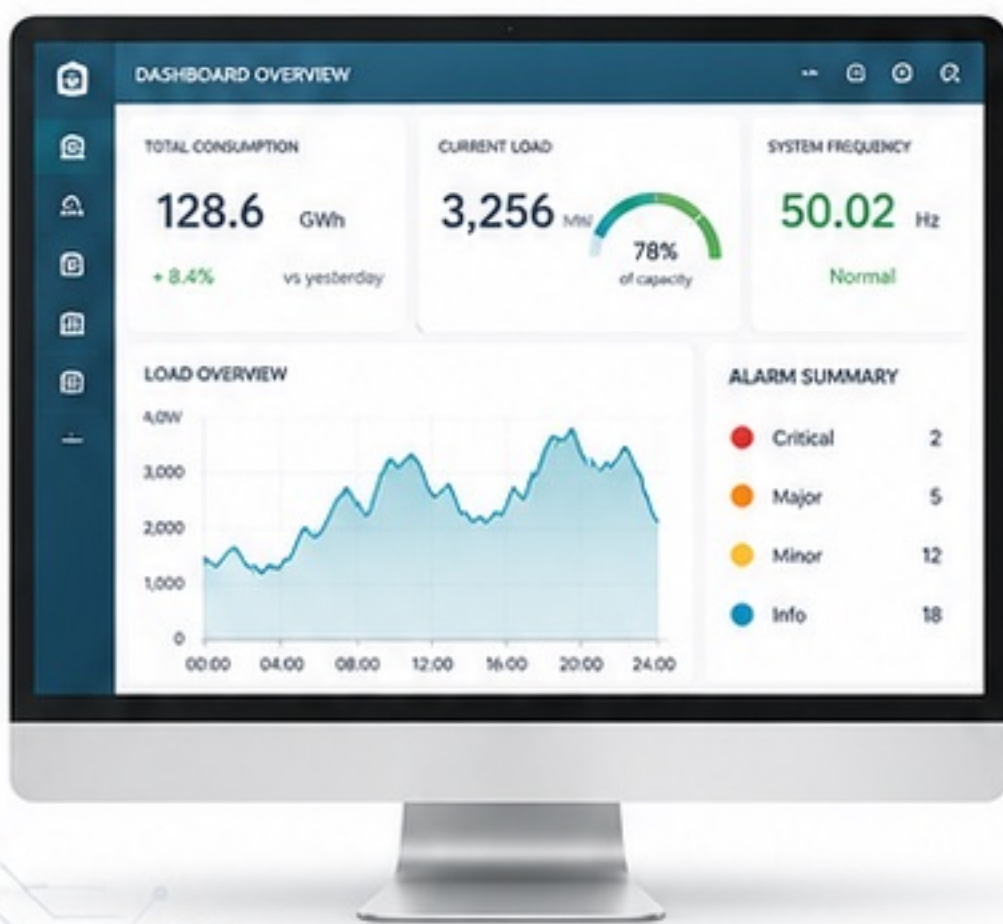 DASHBOARD OVERVIEW
TOTAL CONSUMPTION
128.6 GWh
+ 8.4% vs yesterday
CURRENT LOAD
3,256 MW
78%
of capacity
SYSTEM FREQUENCY
50.02 Hz
Normal
LOAD OVERVIEW
3,000
2,000
1,000
0
00:00 04:00 08:00 12:00 16:00 20:00 24:00
ALARM SUMMARY
Critical 2
Major 5
Minor 12
Info 18